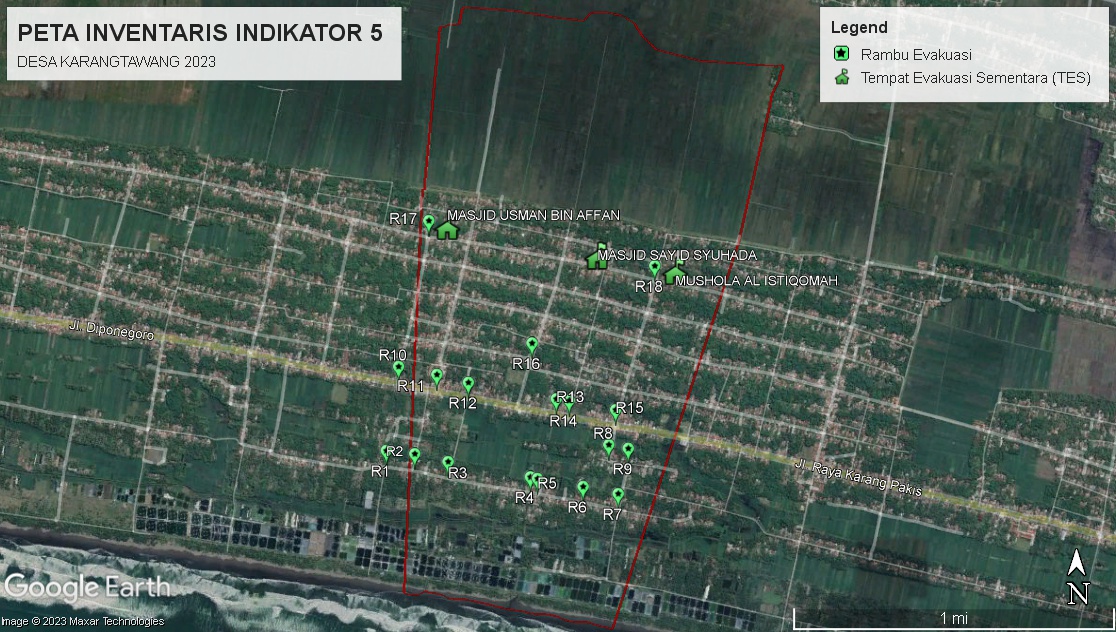 PETA INVENTARIS INDIKATOR 5
DESA KARANGTAWANG 2023
Legend
Rambu Evakuasi
Tempat Evakuasi Sementara (TES)
R17
MASJID USMAN BIN AFFAN
MASJID SAYID SYUHADA
R18
MUSHOLA AL ISTIQOMAH
Jl. Diponegoro
R10
R11
R12
R16
R13
R14
R15
R8
R9
R1
R2
R3
R4
R5
R6
R7
Jl. Raya Karang Pakis
Google Earth
Image © 2023 Maxar Technologies
N
1 mi